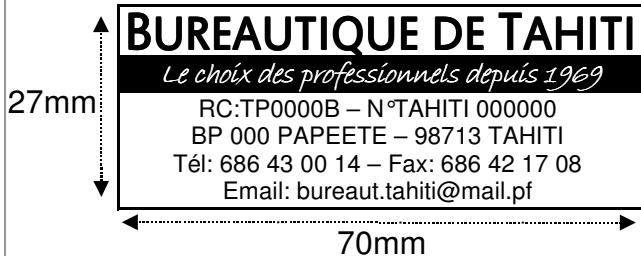 BUREAUTIQUE DE TAHITI
Le choix des professionnels depuis 1969
27mm
RC:TP0000B – N°TAHITI 000000
BP 000 PAPEETE – 98713 TAHITI
Tél: 686 43 00 14 – Fax: 686 42 17 08
Email: bureaut.tahiti@mail.pf
70mm